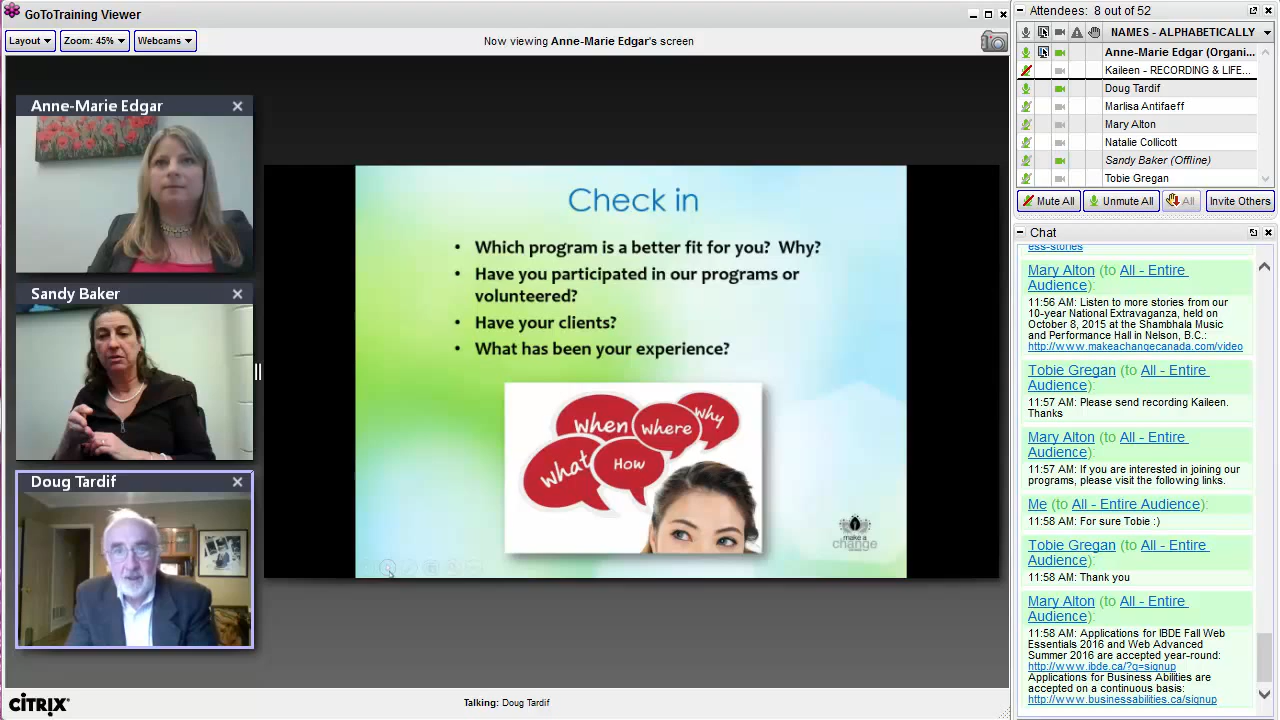 GoToTraining Viewer
Layout
Zoom: 45%
Webcams
Now viewing Anne-Marie Edgar's screen
Anne-Marie Edgar
Sandy Baker
Doug Tardif
Check in
• Which program is a better fit for you? Why?
• Have you participated in our programs or
volunteered?
• Have your clients?
• What has been your experience?
when
where
why
what
How
make a
change
CITRIX
Talking: Doug Tardif
Attendees: 8 out of 52
NAMES - ALPHABETICALLY
Anne-Marie Edgar (Organi...
Kaileen - RECORDING & LIFE...
Doug Tardif
Marlisa Antifaeff
Mary Alton
Natalie Collicott
Sandy Baker (Offline)
Tobie Gregan
Mute All
Unmute All
All
Invite Others
Chat
ess-stories
Mary Alton (to All - Entire
Audience):
11:56 AM: Listen to more stories from our
10-year National Extravaganza, held on
October 8, 2015 at the Shambhala Music
and Performance Hall in Nelson, B.C.:
http://www.makeachangecanada.com/video
Tobie Gregan (to All - Entire
Audience):
11:57 AM: Please send recording Kaileen.
Thanks
Mary Alton (to All - Entire
Audience):
11:57 AM: If you are interested in joining our
programs, please visit the following links.
Me (to All - Entire Audience):
11:58 AM: For sure Tobie :)
Tobie Gregan (to All - Entire
Audience):
11:58 AM: Thank you
Mary Alton (to All - Entire
Audience):
11:58 AM: Applications for IBDE Fall Web
Essentials 2016 and Web Advanced
Summer 2016 are accepted year-round:
http://www.ibde.ca/?q=signup
Applications for Business Abilities are
accepted on a continuous basis:
http://www.businessabilities.ca/signup